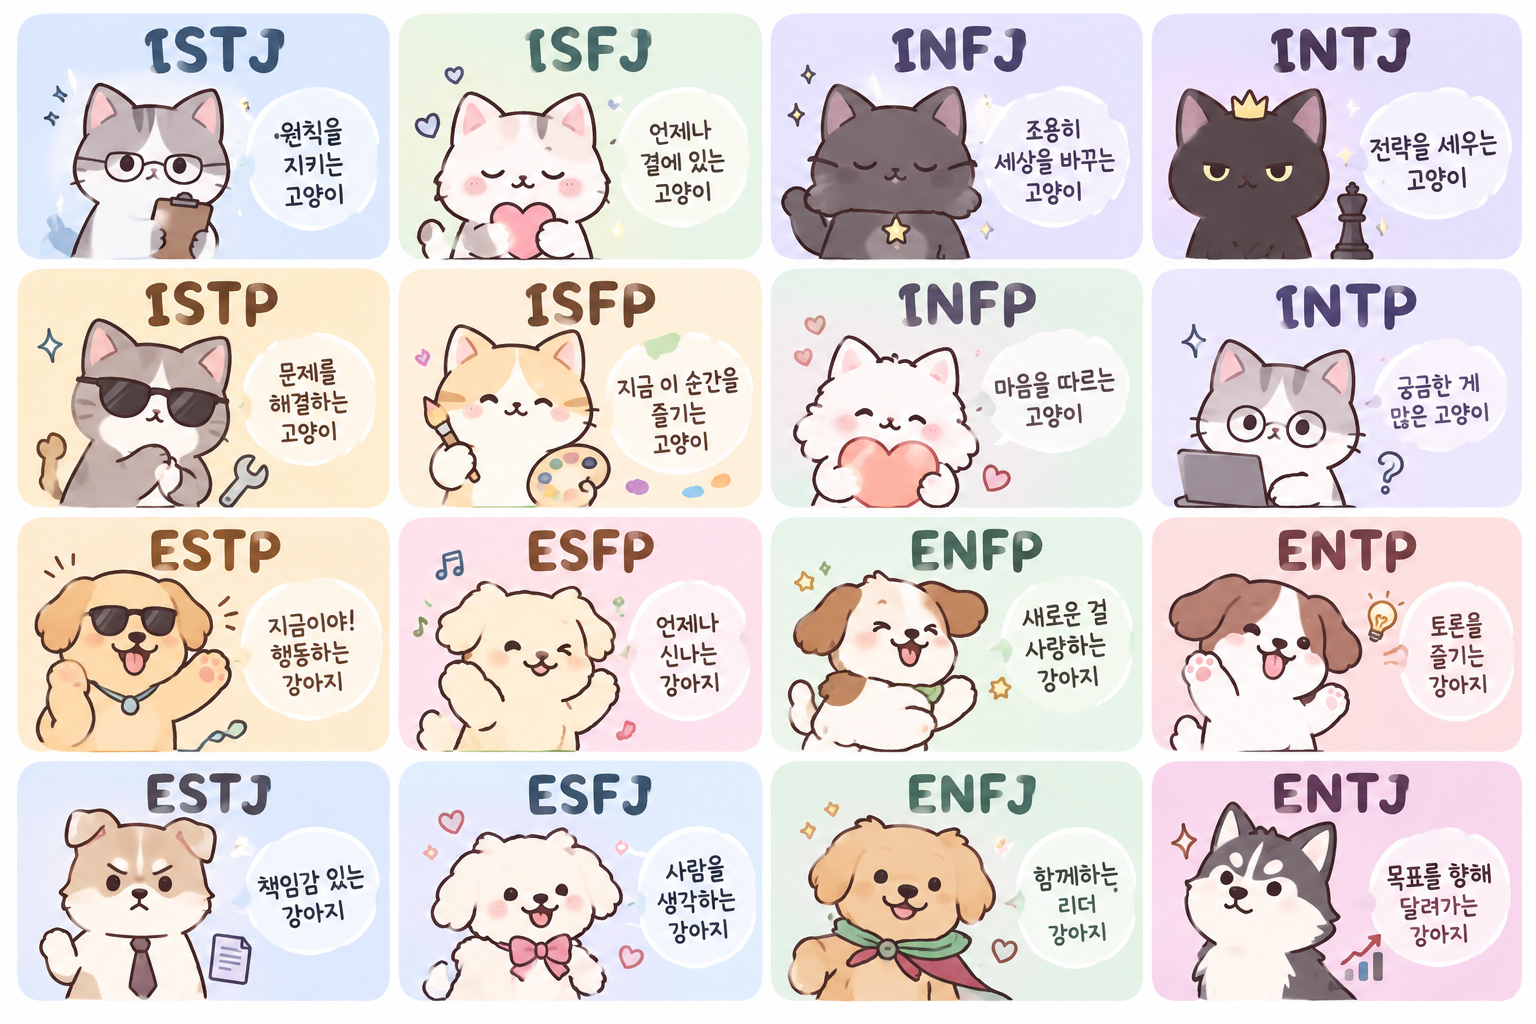 ISTJ
원칙을
지키는
고양이
ISFJ
언제나
곁에 있는
고양이
INFJ
조용히
세상을 바꾸는
고양이
INTJ
전략을 세우는
고양이
ISTP
문제를
해결하는
고양이
ISFP
지금 이 순간을
즐기는
고양이
INFP
마음을 따르는
고양이
INTP
궁금한 게
많은 고양이
?
ESTP
지금이야!
행동하는
강아지
ESFP
언제나
신나는
강아지
ENFP
새로운 걸
사랑하는
강아지
ENTP
토론을
즐기는
강아지
ESTJ
책임감 있는
강아지
ESFJ
사람을
생각하는
강아지
ENFJ
함께하는
리더
강아지
ENTJ
목표를 향해
달려가는
강아지